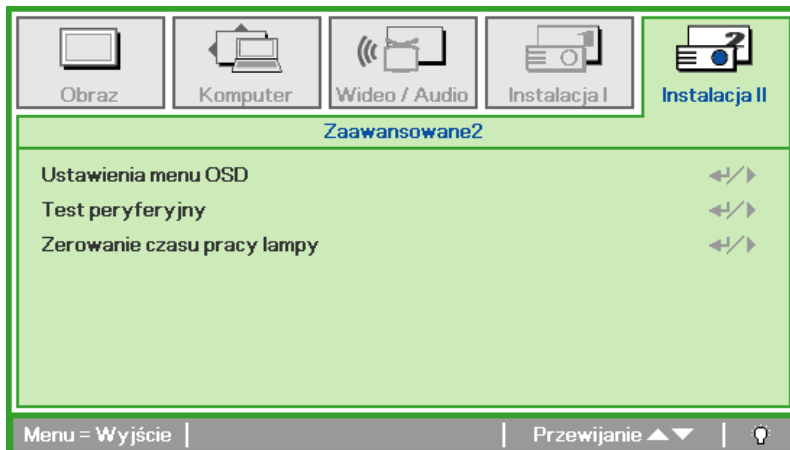 Obraz
Komputer
Wideo / Audio
Instalacja I
Instalacja II
Zaawansowane2
Ustawienia menu OSD
Test peryferyjny
Zerowanie czasu pracy lampy
Menu = Wyjście
Przewijanie